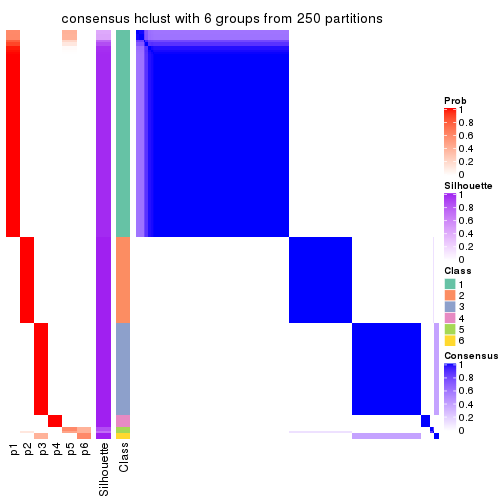 consensus hclust with 6 groups from 250 partitions
Prob
1
0.8
0.6
0.4
0.2
0
Silhouette
1
0.8
0.6
0.4
0.2
0
Class
1
2
3
4
5
6
Consensus
1
0.8
0.6
0.4
0.2
0
p1
p2
p3
p4
p5
p6
Silhouette
Class